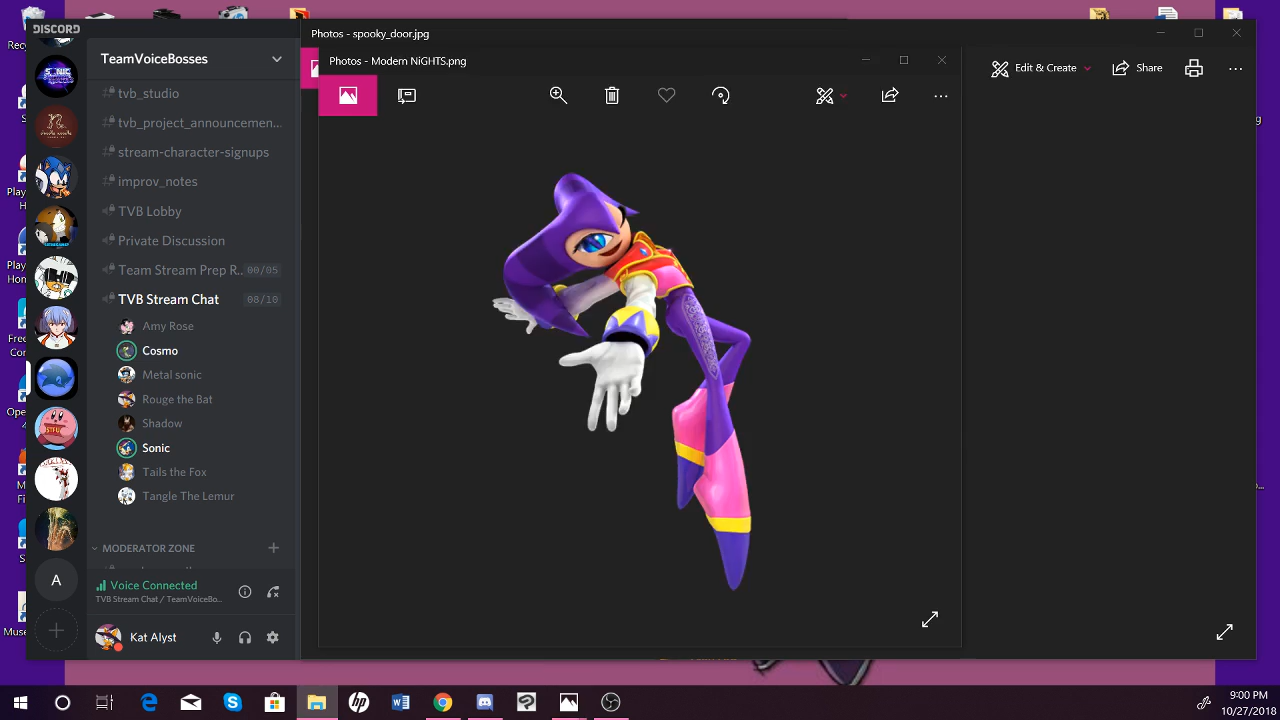 DISCORD
TeamVoiceBosses
tvb_studio
tvb_project_announcemen...
stream-character-signups
improv_notes
TVB Lobby
Private Discussion
Team Stream Prep R... 00/05
TVB Stream Chat 08/10
Amy Rose
Cosmo
Metal sonic
Rouge the Bat
Shadow
Sonic
Tails the Fox
Tangle The Lemur
MODERATOR ZONE
Voice Connected
TVB Stream Chat / TeamVoiceBo...
Kat Alyst
A
STFU
Photos - spooky_door.jpg
Photos - Modern NiGHTS.png
Edit & Create
Share
9:00 PM
10/27/2018